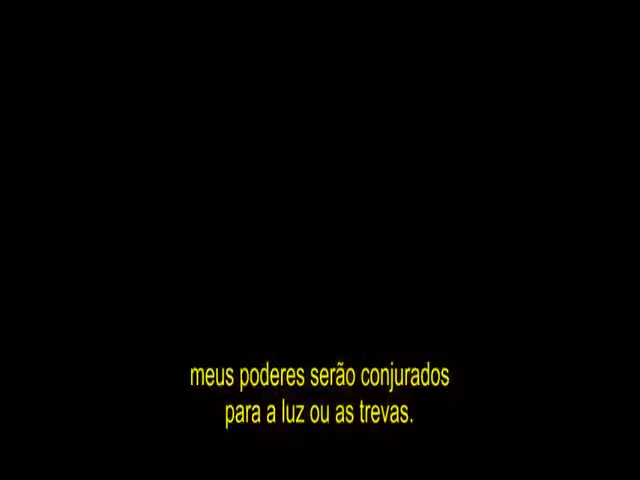 meus poderes serão conjurados
para a luz ou as trevas.